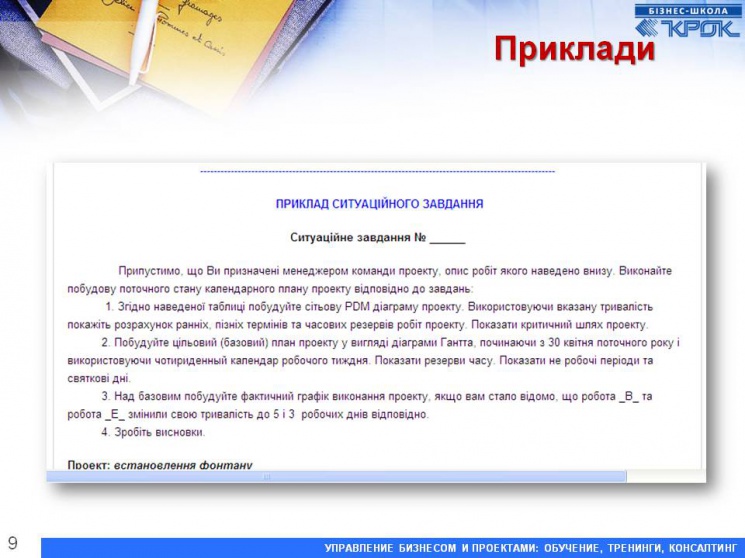 БІЗНЕС-ШКОЛА
КРОК
Приклади
ПРИКЛАД СИТУАЦІЙНОГО ЗАВДАННЯ
Ситуаційне завдання № ______
Припустимо, що Ви призначені менеджером команди проекту, опис робіт якого наведено внизу. Виконайте
побудову поточного стану календарного плану проекту відповідно до завдань:
1. Згідно наведеної таблиці побудуйте сітьову PDM діаграму проекту. Використовуючи вказану тривалість
покажіть розрахунок ранніх, пізніх термінів та часових резервів робіт проекту. Показати критичний шлях проекту.
2. Побудуйте цільовий (базовий) план проекту у вигляді діаграми Гантта, починаючи з 30 квітня поточного року і
використовуючи чотириденний календар робочого тиждня. Показати резерви часу. Показати не робочі періоди та
святкові дні.
3. Над базовим побудуйте фактичний графік виконання проекту, якщо вам стало відомо, що робота _В_ та
робота _Е_ змінили свою тривалість до 5 і 3 робочих днів відповідно.
4. Зробіть висновки.
Проект: встановлення фонтану
9
УПРАВЛЕНИЕ БИЗНЕСОМ И ПРОЕКТАМИ: ОБУЧЕНИЕ, ТРЕНИНГИ, КОНСАЛТИНГ